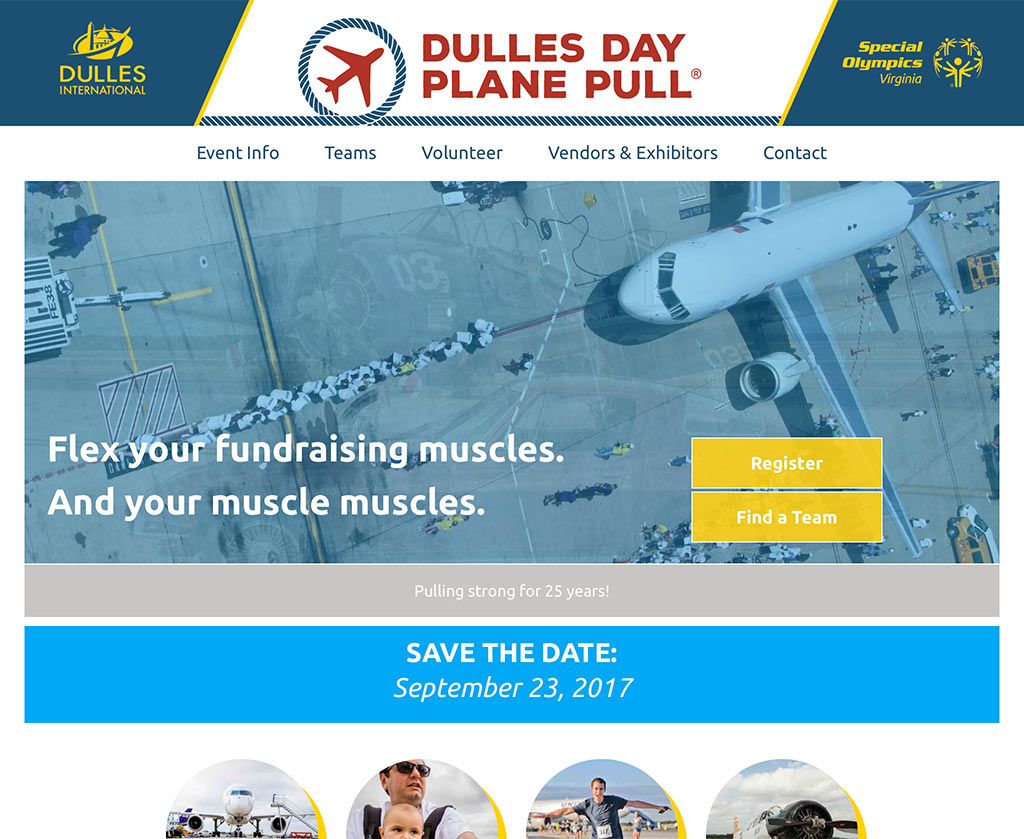 DULLES
INTERNATIONAL
DULLES DAY
PLANE PULL®
Special
Olympics
Virginia
Event Info
Teams
Volunteer
Vendors & Exhibitors
Contact
03
PE38
Flex your fundraising muscles.
And your muscle muscles.
Register
Find a Team
Pulling strong for 25 years!
SAVE THE DATE:
September 23, 2017